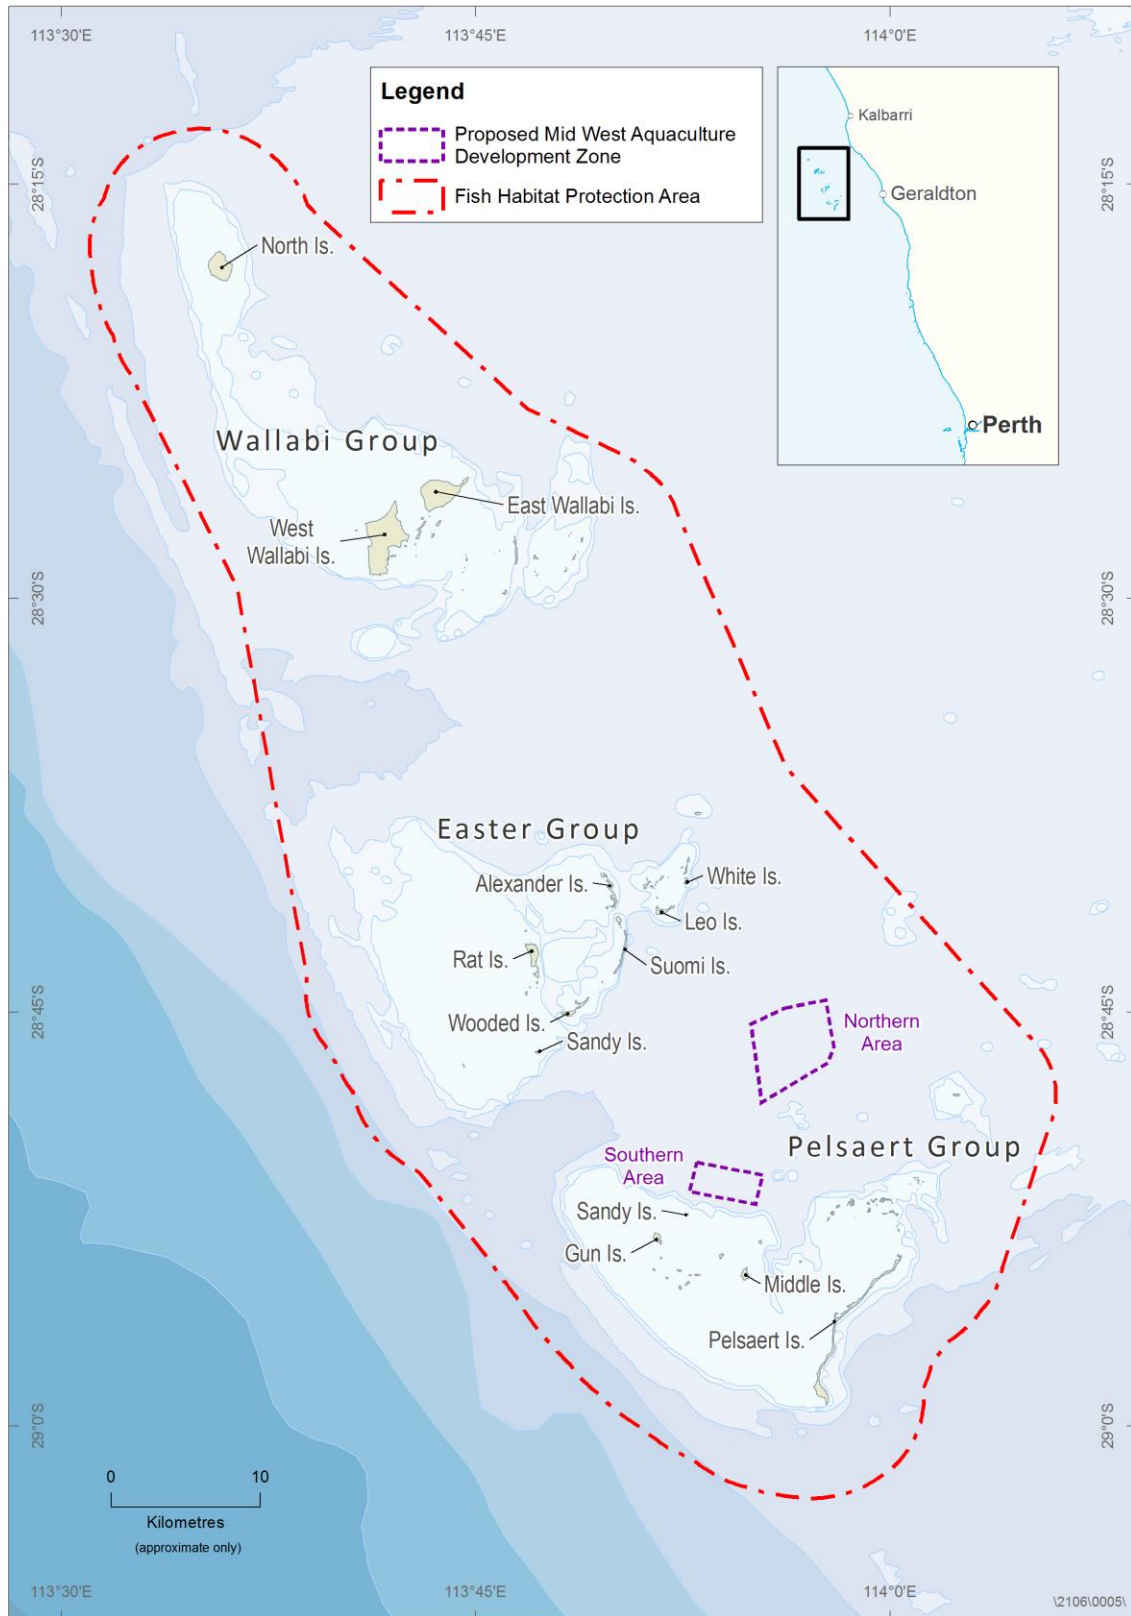 113°30'E
113°45'E
114°0'E
Legend
Proposed Mid West Aquaculture
Development Zone
Fish Habitat Protection Area
Kalbarri
Geraldton
Perth
28°15'S
28°15'S
North Is.
Wallabi Group
East Wallabi Is.
West
Wallabi Is.
28°30'S
28°30'S
Easter Group
Alexander Is.
White Is.
Leo Is.
Rat Is.
Suomi Is.
Wooded Is.
Sandy Is.
28°45'S
28°45'S
Northern
Area
Pelsaert Group
Southern
Area
Sandy Is.
Gun Is.
Middle Is.
Pelsaert Is.
29°0'S
29°0'S
0
10
Kilometres
(approximate only)
113°30'E
113°45'E
114°0'E
\2106\0005\